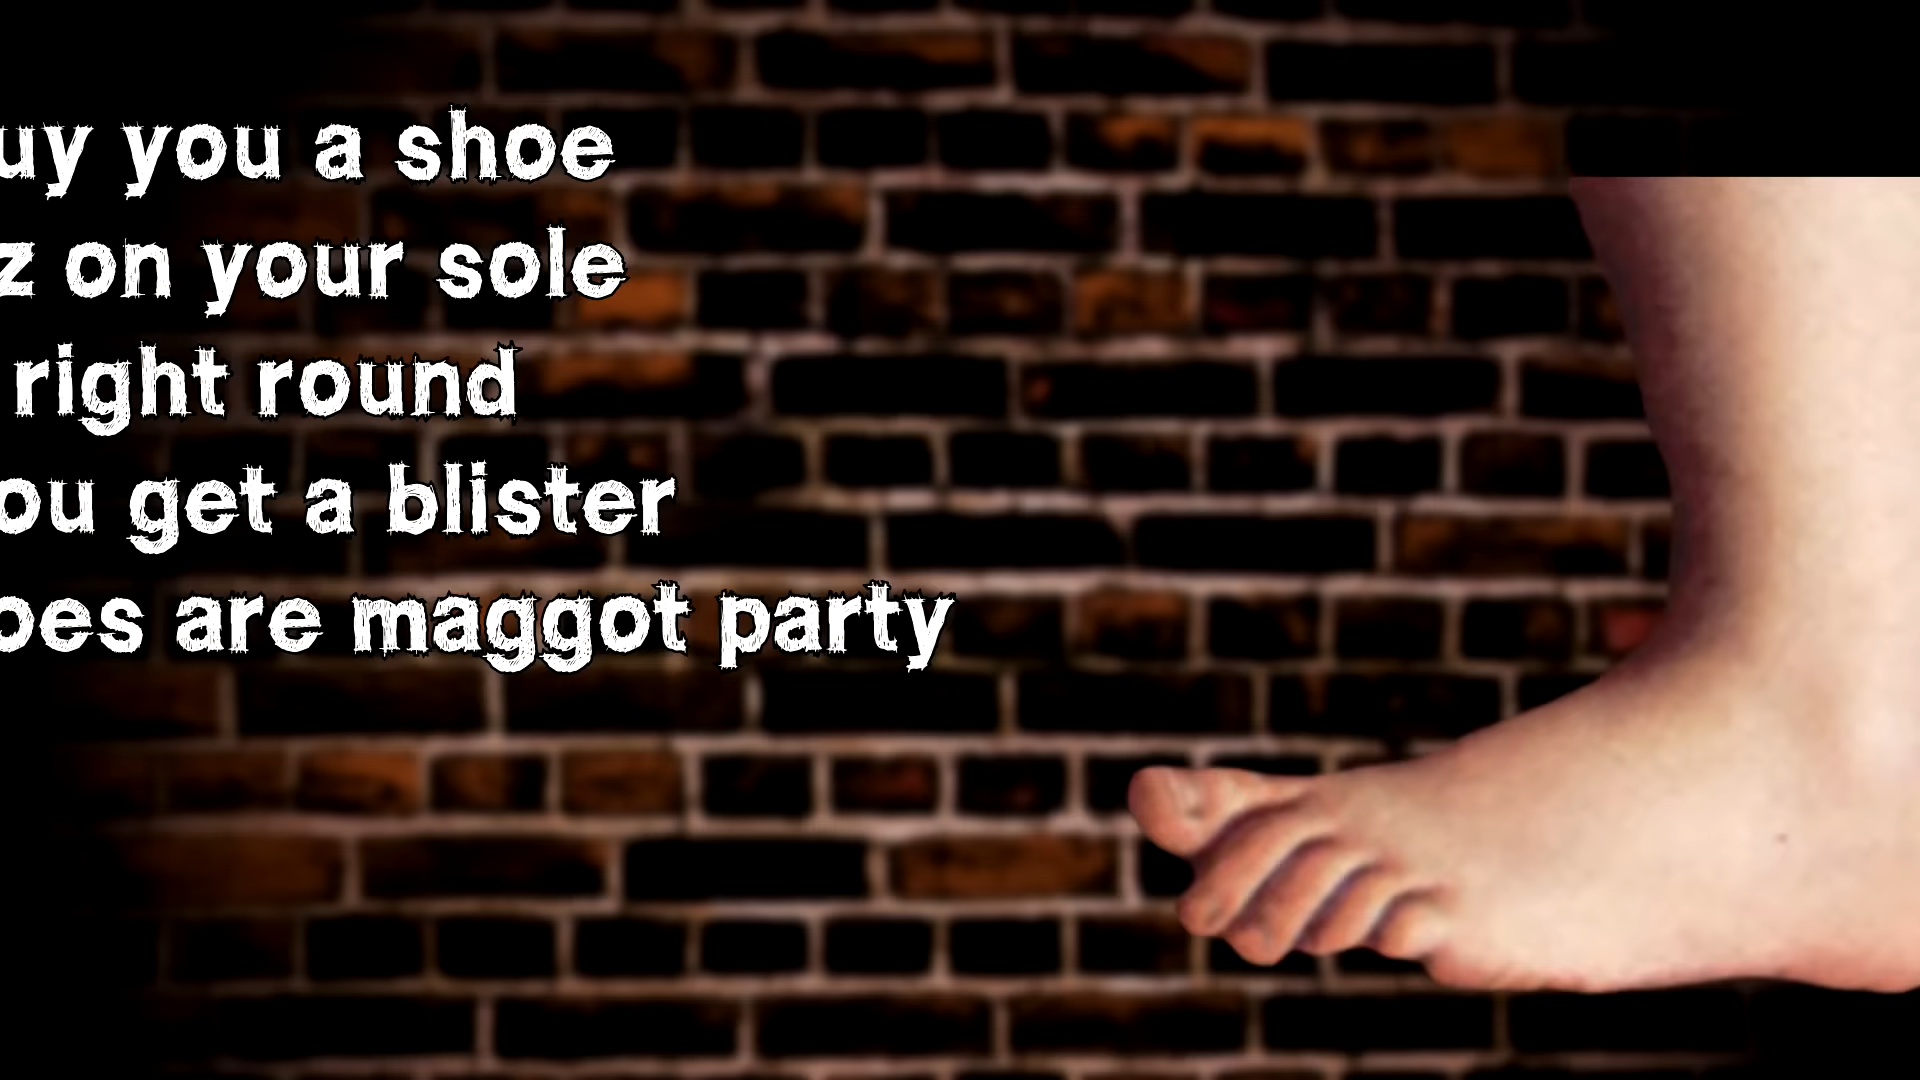 uy you a shoe
z on your sole
right round
ou get a blister
oes are maggot party